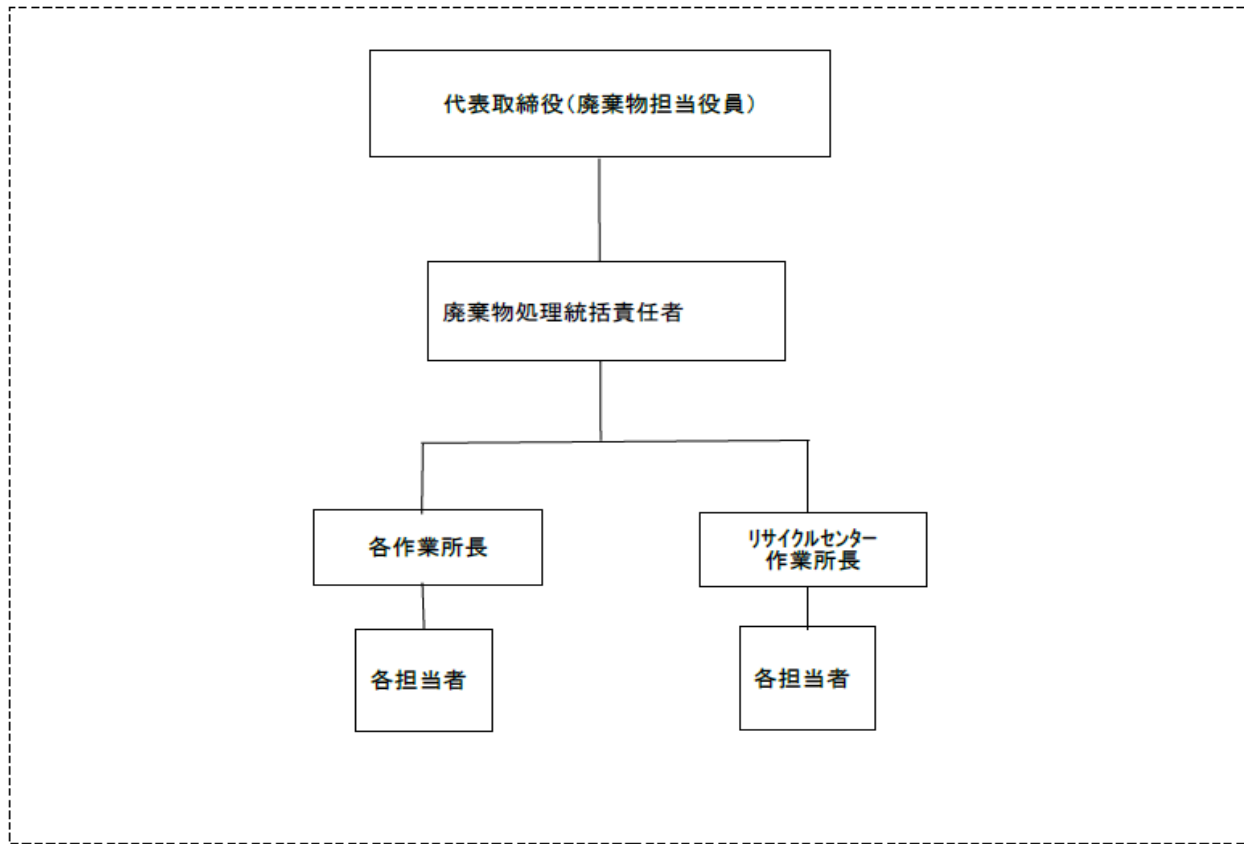 代表取締役（廃棄物担当役員）
廃棄物処理統括責任者
各作業所長
ﾘｻｲｸﾙｾﾝﾀｰ
作業所長
各担当者
各担当者